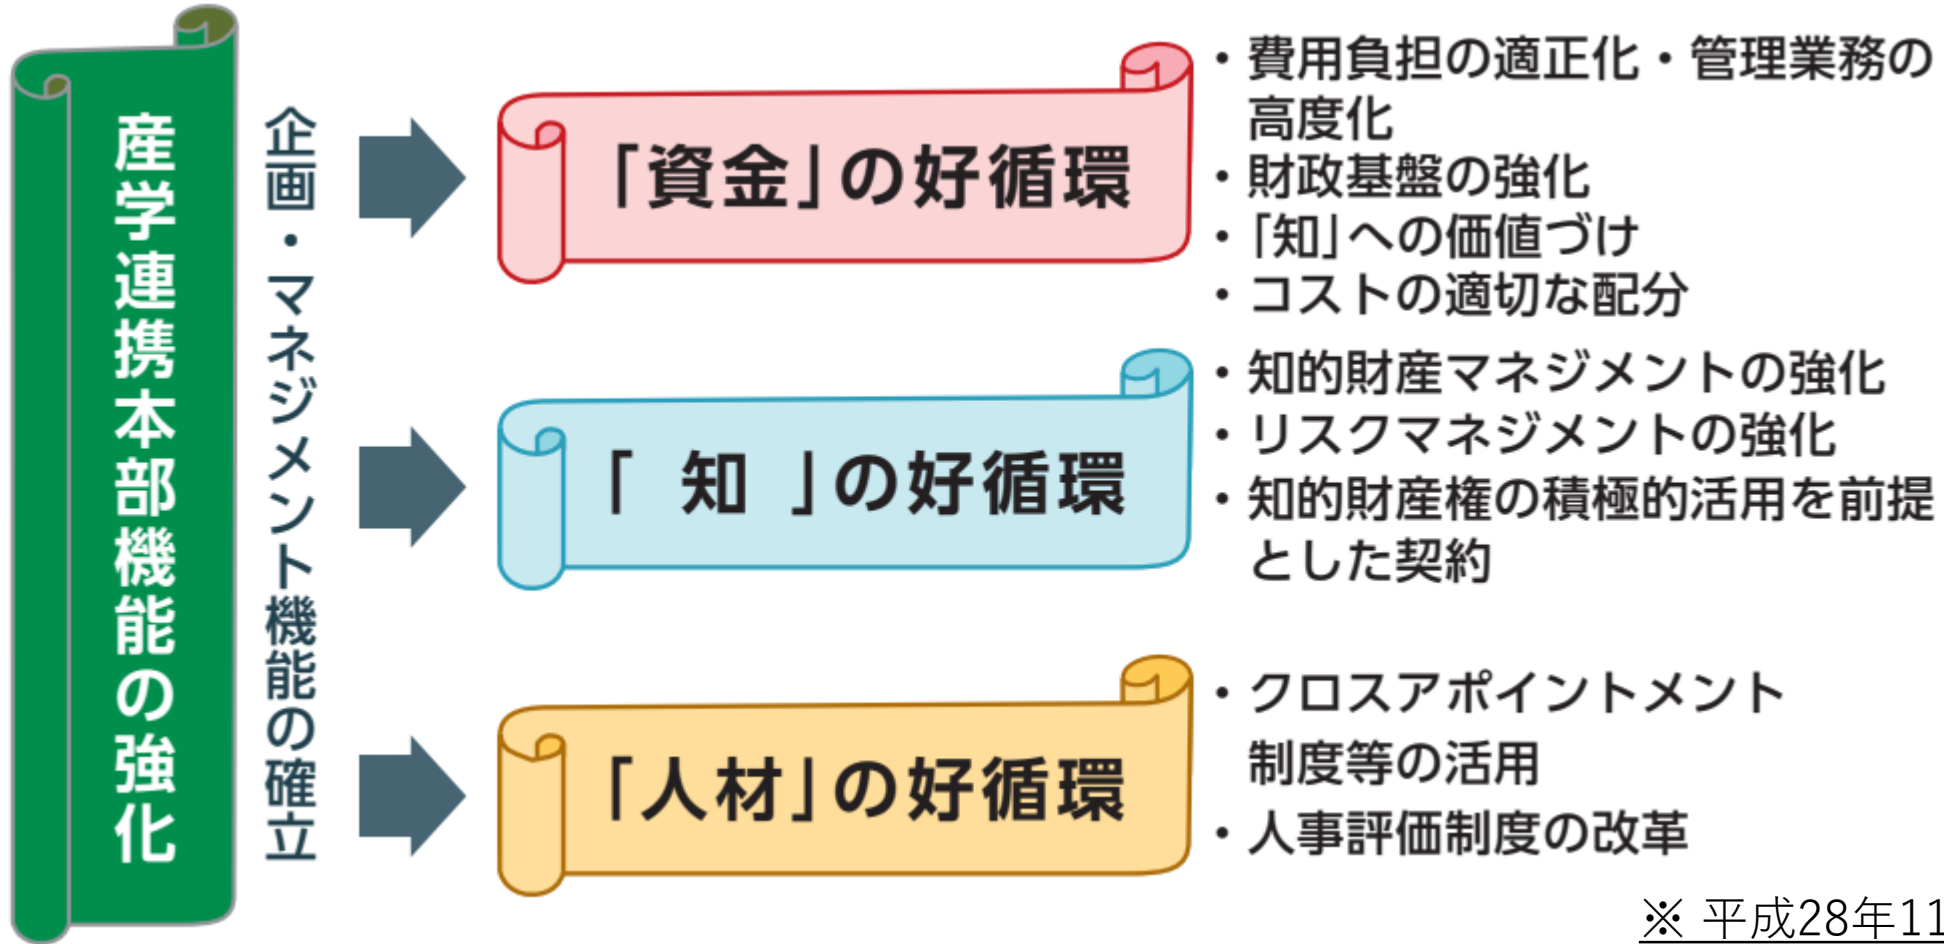 産学連携本部機能の強化
企画・マネジメント機能の確立
「資金」の好循環
・費用負担の適正化・管理業務の
高度化
・財政基盤の強化
・「知」への価値づけ
・コストの適切な配分
「 知 」の好循環
・知的財産マネジメントの強化
・リスクマネジメントの強化
・知的財産権の積極的活用を前提
とした契約
「人材」の好循環
・クロスアポイントメント
制度等の活用
・人事評価制度の改革
※ 平成28年11